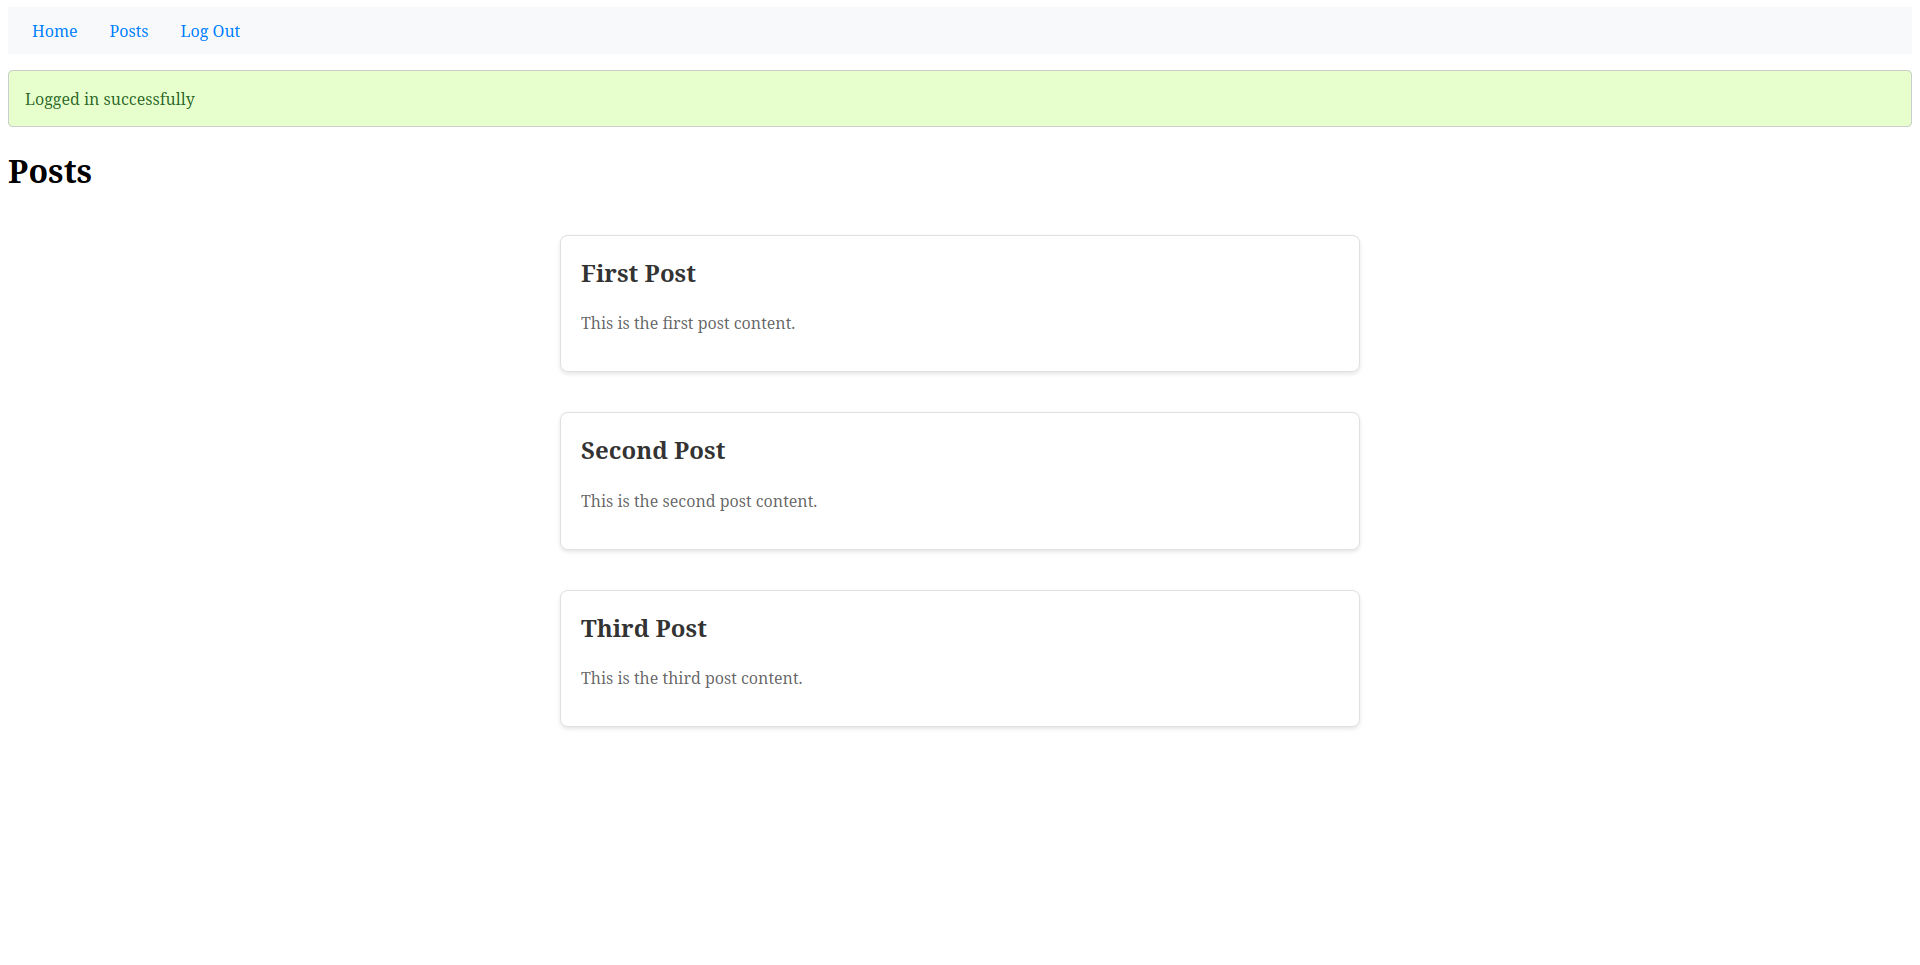 Home Posts Log Out
Logged in successfully
Posts
First Post
This is the first post content.
Second Post
This is the second post content.
Third Post
This is the third post content.